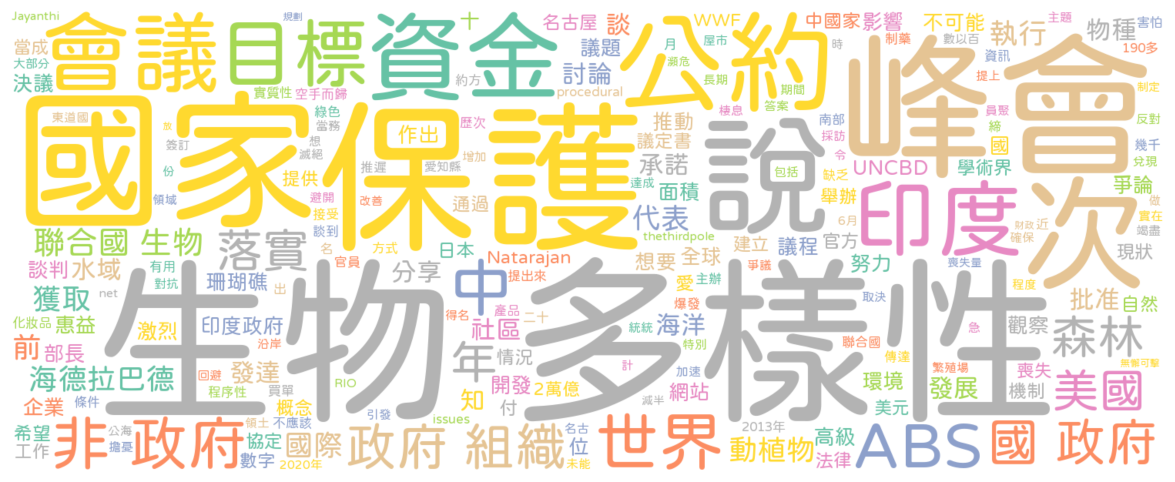 Jayanthi
規劃
十
名古屋
談
WWF
中國家
影響
不可能
執行
主題
害怕
當成
會議
目標
資金
議題
月
屋市
公約
時
制藥
數以百
峰會
物種
大部分
決議
討論
約方
瀕危
長期
期間
資訊
提上
190多
實質性
空手而歸
procedural
答案
員聚
制定
東道國
國家
保護
綠色
歷次
推動
說
棲息
南部
締
反對
放
簽訂
作出
當務
議定書
採訪
國
幾千
想
滅絕
推遲
愛知縣
承諾
包括
令
UNCBD
學術界
兌現
份
提供
增加
達成
面積
缺乏
舉辦
爭論
做
領域
避開
改善
接受
通過
代表
印度
次
實在
聯合國
生物
落實
談到
日本
thethirdpole
建立
議程
官方
6月
財政
近
確保
竭盡
談判
水域
有用
名
方式
Natarajan
想要
全球
爭議
努力
現狀
對抗
珊瑚礁
官員
分享
中
提出來
愛
主辦
喪失量
程度
獲取
net
出
產品
爆發
取決
批准
自然
化妝品
惠益
激烈
印度政府
得名
二十
社區
海洋
統統
觀察
森林
前
部長
沿岸
年
情況
特別
聯合國
急
無懈可擊
海德拉巴德
發達
生物
多樣性
計
傳達
繁殖場
喪失
回避
程序性
RIO
開發
2萬億
網站
加速
環境
發展
機制
美國
企業
條件
買單
概念
知
付
減半
美元
希望
公海
領土
不應該
引發
issues
名古
2013年
工作
擔憂
非
政府
協定
國際
政府
組織
位
世界
動植物
高級
ABS
國
政府
數字
2020年
未能
法律